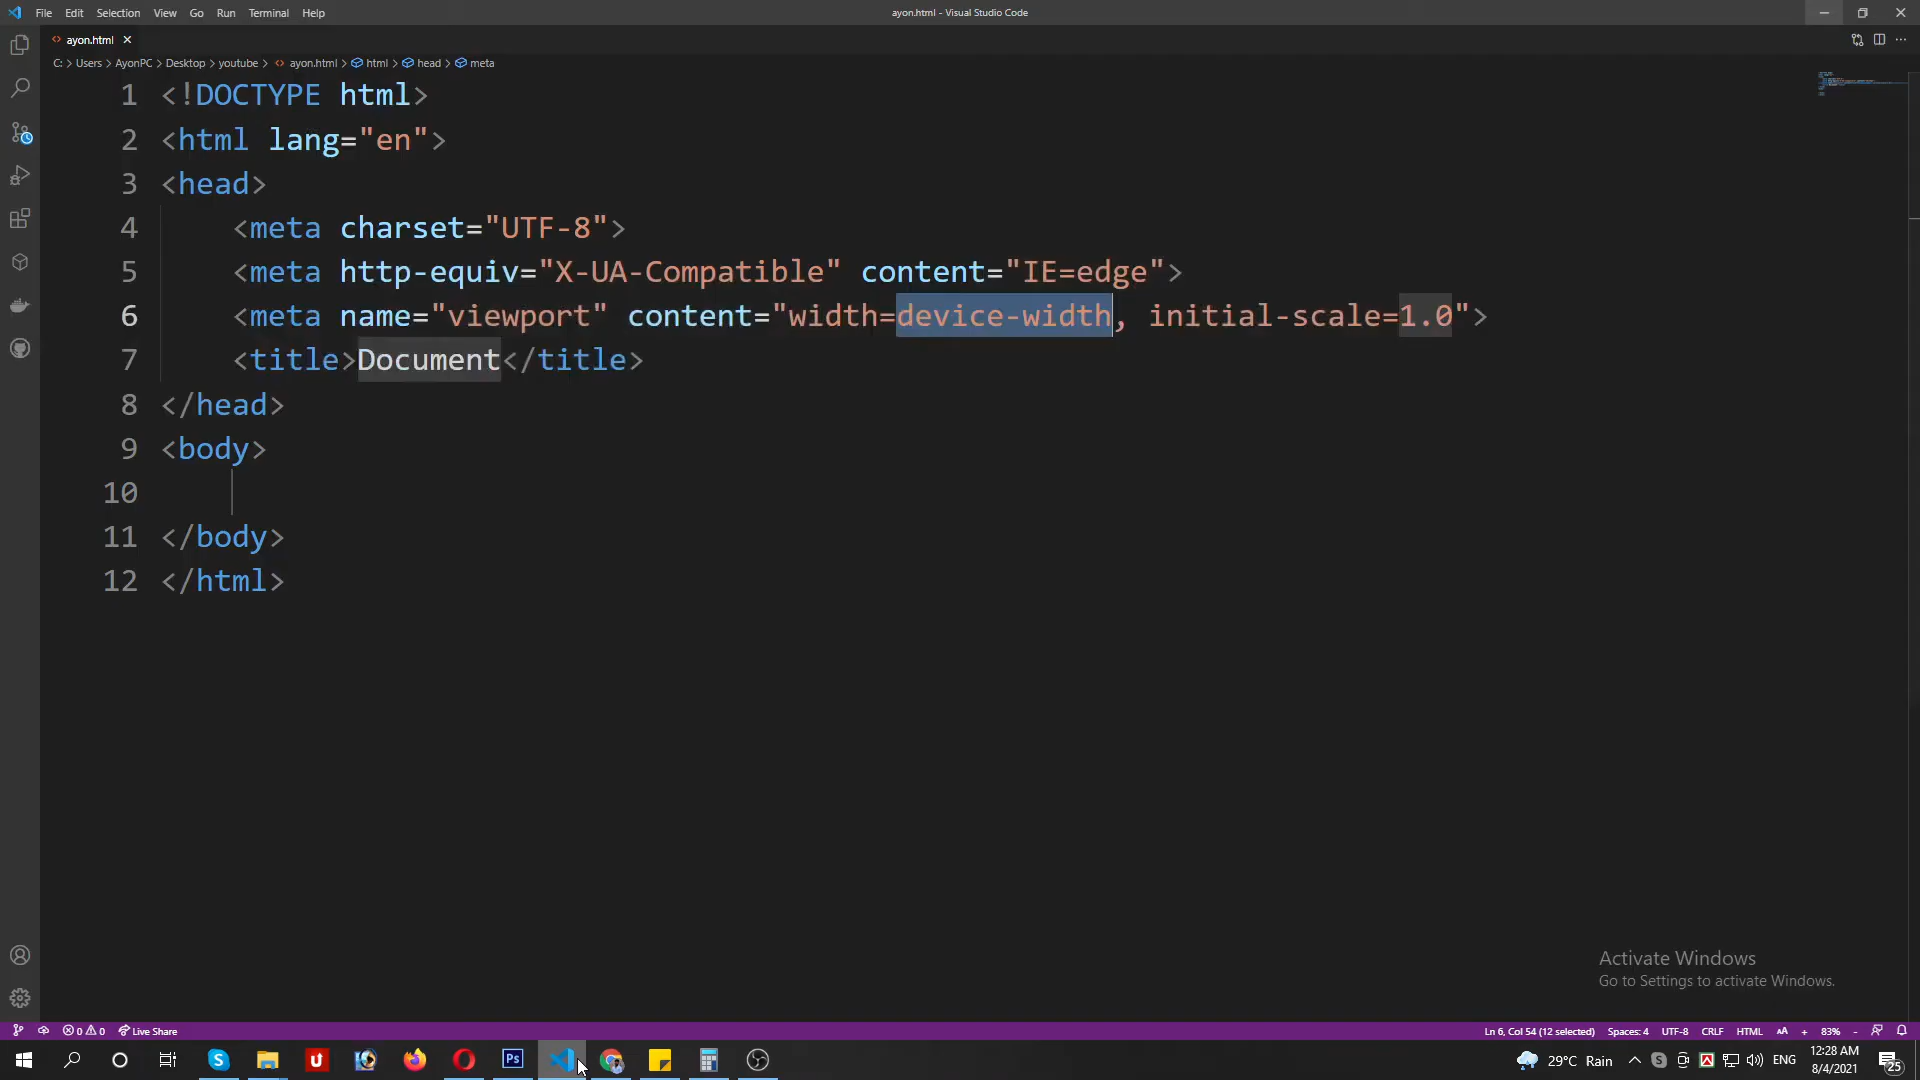 File Edit Selection View Go Run Terminal Help
ayon.html - Visual Studio Code
ayon.html
C: > Users > AyonPC > Desktop > youtube > ayon.html > html > head > meta
1 <!DOCTYPE html>
2 <html lang="en">
3 <head>
4 <meta charset="UTF-8">
5 <meta http-equiv="X-UA-Compatible" content="IE=edge">
6 <meta name="viewport" content="width=device-width, initial-scale=1.0">
7 <title>Document</title>
8 </head>
9 <body>
10
11 </body>
12 </html>
Activate Windows
Go to Settings to activate Windows.
0 0 Live Share
Ln 6, Col 54 (12 selected) Spaces: 4 UTF-8 CRLF HTML AA + 83% -
Ps
29°C Rain
ENG
12:28 AM
8/4/2021
25